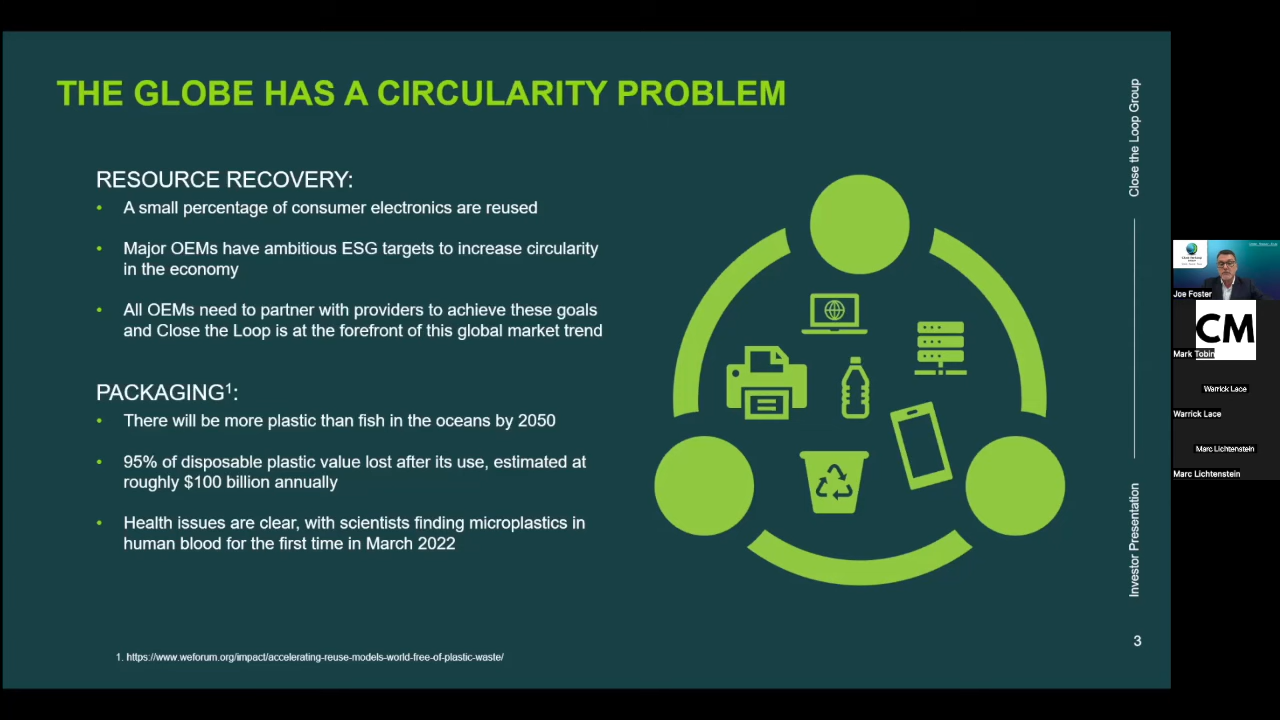 THE GLOBE HAS A CIRCULARITY PROBLEM
RESOURCE RECOVERY:
• A small percentage of consumer electronics are reused
• Major OEMs have ambitious ESG targets to increase circularity
in the economy
• All OEMs need to partner with providers to achieve these goals
and Close the Loop is at the forefront of this global market trend
PACKAGING¹:
• There will be more plastic than fish in the oceans by 2050
• 95% of disposable plastic value lost after its use, estimated at
roughly $100 billion annually
• Health issues are clear, with scientists finding microplastics in
human blood for the first time in March 2022
1. https://www.weforum.org/impact/accelerating-reuse-models-world-free-of-plastic-waste/
Close the Loop Group
Investor Presentation
3
Joe Foster
CM
Mark Tobin
Warrick Lace
Warrick Lace
Marc Lichtenstein
Marc Lichtenstein